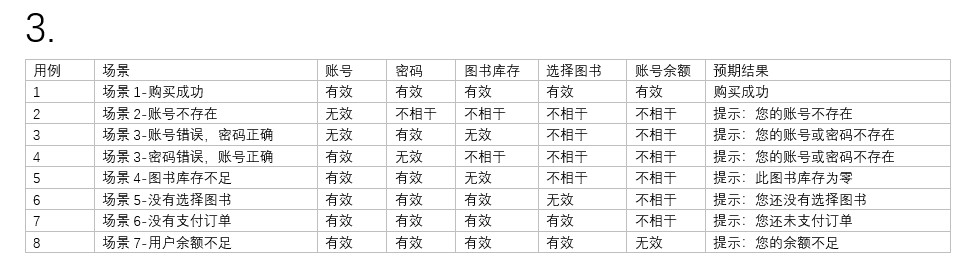 3.
用例 场景 账号 密码 图书库存 选择图书 账号余额 预期结果
1 场景 1-购买成功 有效 有效 有效 有效 有效 购买成功
2 场景 2-账号不存在 无效 不相干 不相干 不相干 不相干 提示：您的账号不存在
3 场景 3-账号错误，密码正确 无效 有效 无效 不相干 不相干 提示：您的账号或密码不存在
4 场景 3-密码错误，账号正确 有效 无效 不相干 不相干 不相干 提示：您的账号或密码不存在
5 场景 4-图书库存不足 有效 有效 无效 不相干 不相干 提示：此图书库存为零
6 场景 5-没有选择图书 有效 有效 有效 无效 不相干 提示：您还没有选择图书
7 场景 6-没有支付订单 有效 有效 有效 有效 不相干 提示：您还未支付订单
8 场景 7-用户余额不足 有效 有效 有效 有效 无效 提示：您的余额不足